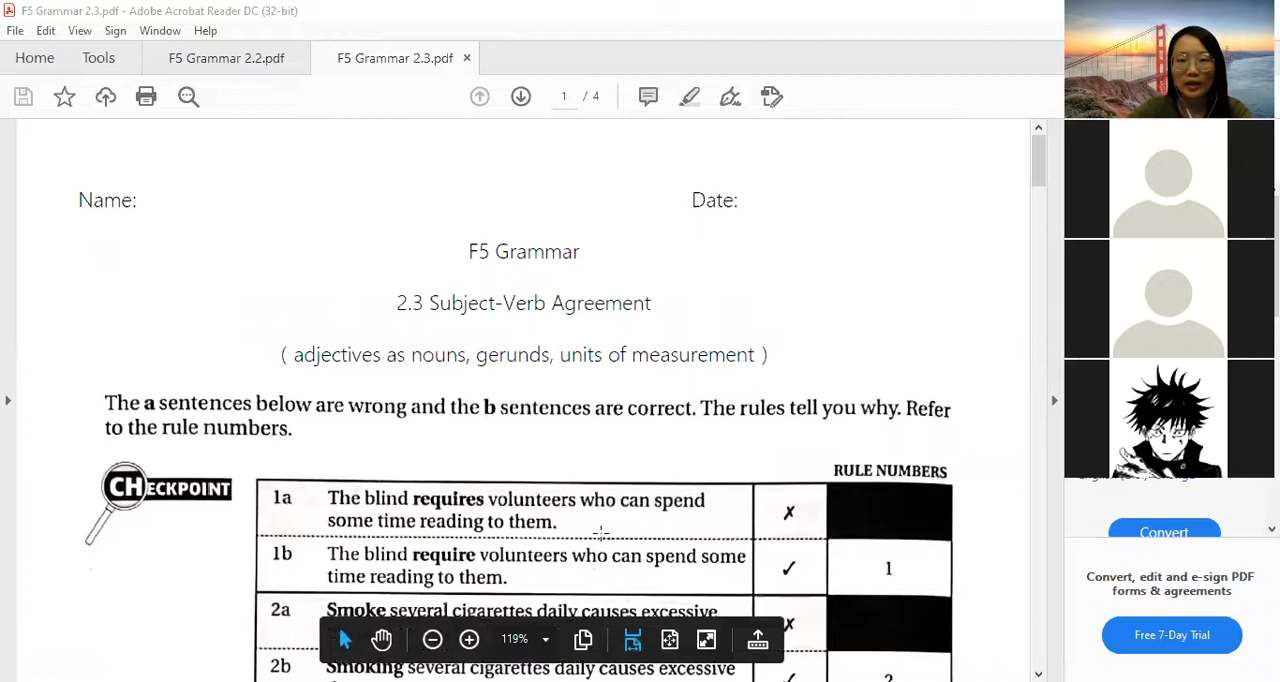 F5 Grammar 2.3.pdf - Adobe Acrobat Reader DC (32-bit)
File Edit View Sign Window Help
Home Tools F5 Grammar 2.2.pdf F5 Grammar 2.3.pdf ×
1 / 4
Name: Date:
F5 Grammar
2.3 Subject-Verb Agreement
( adjectives as nouns, gerunds, units of measurement )
The a sentences below are wrong and the b sentences are correct. The rules tell you why. Refer
to the rule numbers.
CHECKPOINT
RULE NUMBERS
1a The blind requires volunteers who can spend ✗
some time reading to them.
1b The blind require volunteers who can spend some ✓ 1
time reading to them.
2a Smoke several cigarettes daily causes excessive ✗
119%
2b Smoking several cigarettes daily causes excessive ✓ 2
Convert
Convert, edit and e-sign PDF
forms & agreements
Free 7-Day Trial